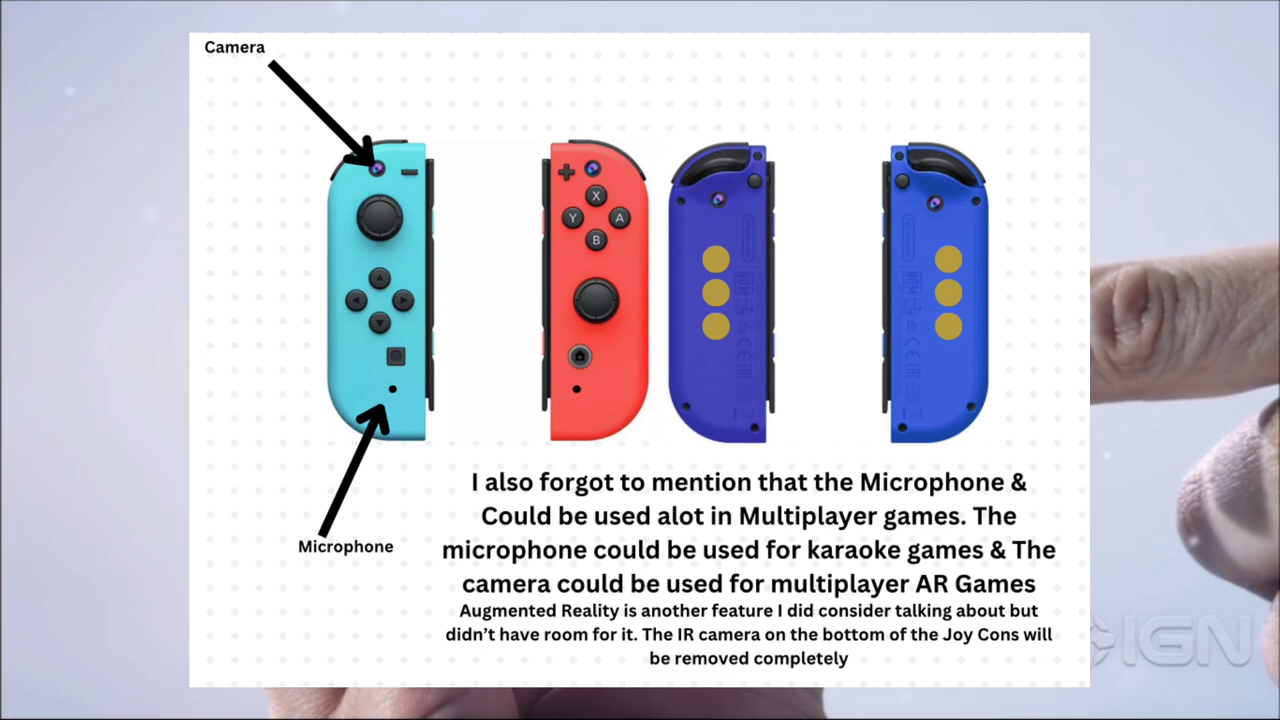 Camera
X
Y A
B
Nintendo
Nintendo
Microphone
I also forgot to mention that the Microphone &
Could be used alot in Multiplayer games. The
microphone could be used for karaoke games & The
camera could be used for multiplayer AR Games
Augmented Reality is another feature I did consider talking about but
didn’t have room for it. The IR camera on the bottom of the Joy Cons will
be removed completely
IGN